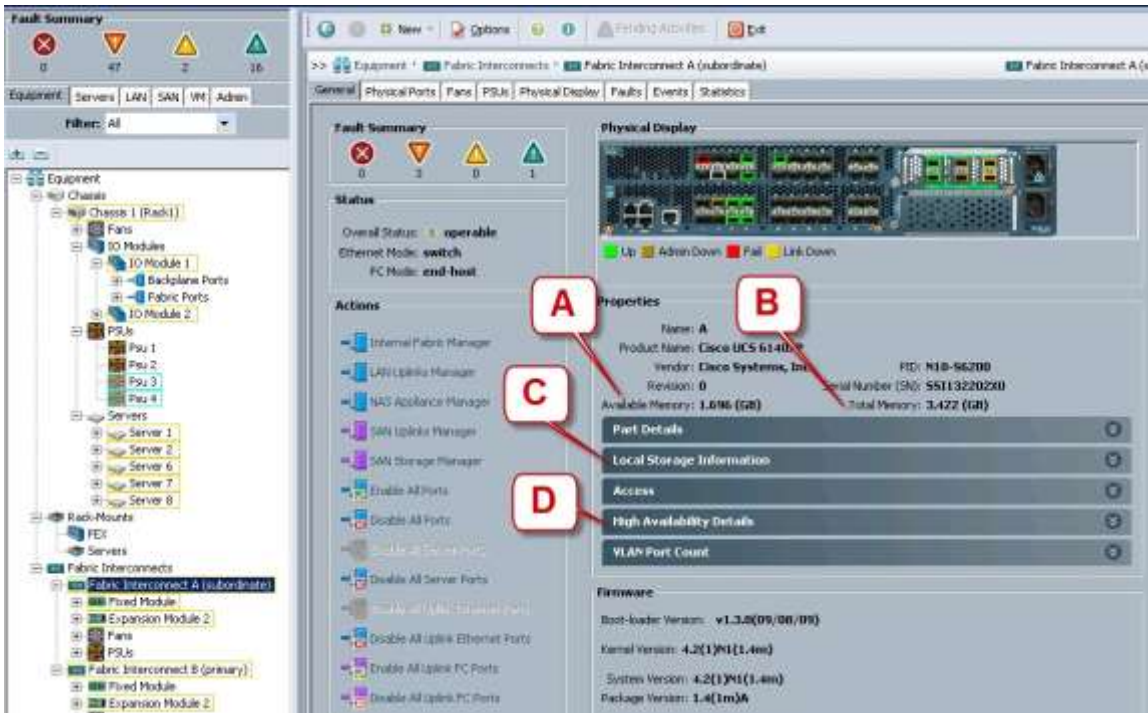 Fault Summary
0 47 2 16
Equipment Servers LAN SAN VM Admin
Filter: All
Equipment
Chassis
Chassis 1 (Rack1)
Fans
IO Modules
IO Module 1
Backplane Ports
Fabric Ports
IO Module 2
PSUs
Psu 1
Psu 2
Psu 3
Psu 4
Servers
Server 1
Server 2
Server 6
Server 7
Server 8
Rack-Mounts
FEX
Servers
Fabric Interconnects
Fabric Interconnect A (subordinate)
Fixed Module
Expansion Module 2
Fans
PSUs
Fabric Interconnect B (primary)
Fixed Module
Expansion Module 2
New Options Pending Activities Exit
>> Equipment Fabric Interconnects Fabric Interconnect A (subordinate) Fabric Interconnect A
General Physical Ports Fans PSUs Physical Display Faults Events Statistics
Fault Summary
0 3 0 1
Status
Overall Status: operable
Ethernet Mode: switch
FC Mode: end-host
Actions
Internal Fabric Manager
LAN Uplinks Manager
NAS Appliance Manager
SAN Uplinks Manager
SAN Storage Manager
Enable All Ports
Disable All Ports
Disable All Server Ports
Disable All Uplink Ethernet Ports
Enable All Uplink FC Ports
Disable All Uplink FC Ports
Physical Display
Up Admin Down Fail Link Down
A
B
C
D
Properties
Name: A
Product Name: Cisco UCS
Vendor: Cisco Systems, PID: N10-S6200
Revision: 0 Serial Number (SN): SSI132202X0
Available Memory: 1.696 (GB) Total Memory: 3.422 (GB)
Part Details
Local Storage Information
Access
High Availability Details
VLAN Port Count
Firmware
Boot-loader Version: v1.3.0(09/08/09)
Kernel Version: 4.2(1)N1(1.4m)
System Version: 4.2(1)N1(1.4m)
Package Version: 1.4(1m)A